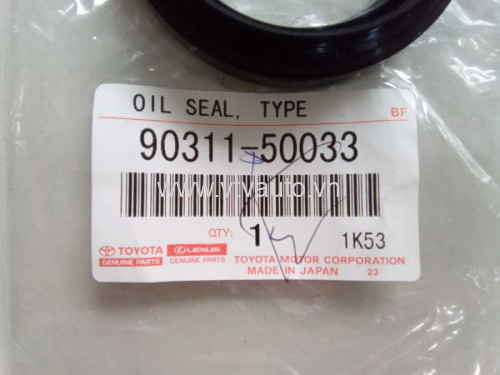 OIL SEAL, TYPE
BF
90311-50033
www.vtvauto.vn
QTY: 1
1K53
TOYOTA GENUINE PARTS
LEXUS GENUINE PARTS
TOYOTA MOTOR CORPORATION
MADE IN JAPAN 23